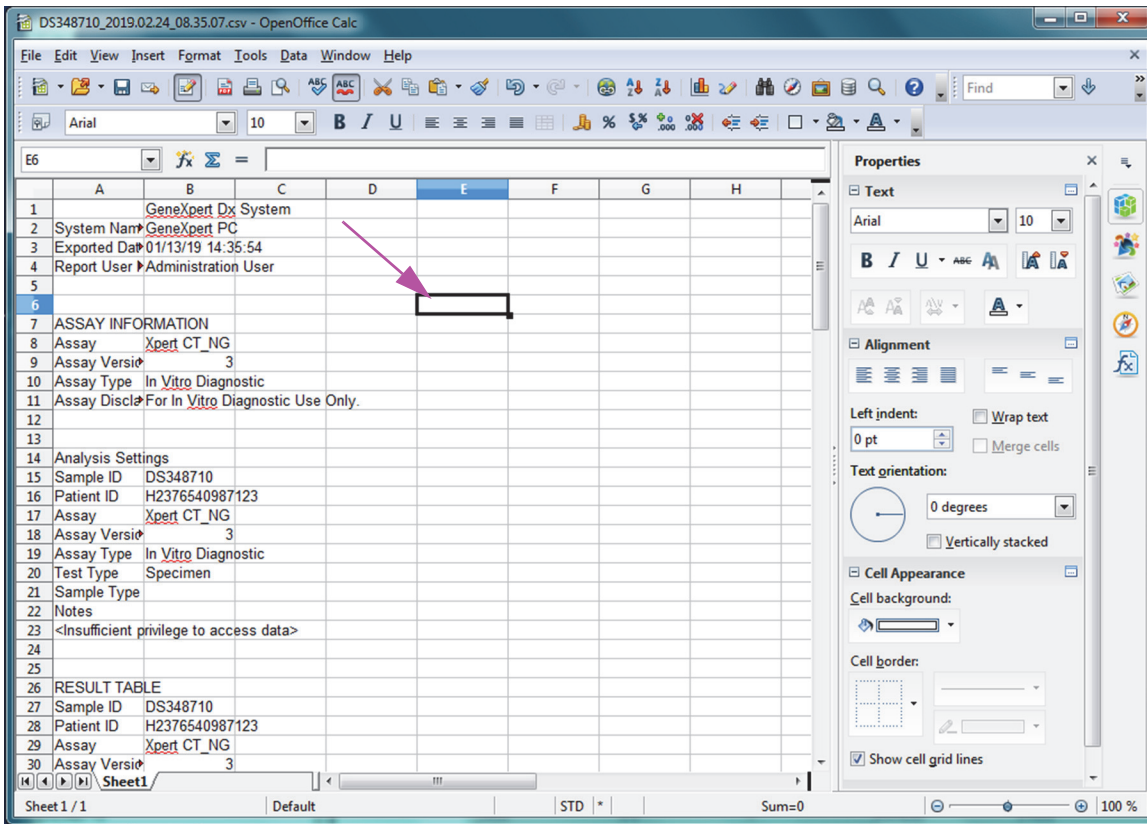 DS348710_2019.02.24_08.35.07.csv - OpenOffice Calc
File Edit View Insert Format Tools Data Window Help
Find
Arial 10
E6
A B C D E F G H
1 GeneXpert Dx System
2 System Nam GeneXpert PC
3 Exported Dat 01/13/19 14:35:54
4 Report User Administration User
5
6
7 ASSAY INFORMATION
8 Assay Xpert CT_NG
9 Assay Versio 3
10 Assay Type In Vitro Diagnostic
11 Assay Discla For In Vitro Diagnostic Use Only.
12
13
14 Analysis Settings
15 Sample ID DS348710
16 Patient ID H2376540987123
17 Assay Xpert CT_NG
18 Assay Versio 3
19 Assay Type In Vitro Diagnostic
20 Test Type Specimen
21 Sample Type
22 Notes
23 <Insufficient privilege to access data>
24
25
26 RESULT TABLE
27 Sample ID DS348710
28 Patient ID H2376540987123
29 Assay Xpert CT_NG
30 Assay Versio 3
Sheet1
Properties
Text
Arial 10
B I U ABC
Alignment
Left indent:
0 pt
Wrap text
Merge cells
Text orientation:
0 degrees
Vertically stacked
Cell Appearance
Cell background:
Cell border:
Show cell grid lines
Sheet 1 / 1 Default STD * Sum=0 100 %